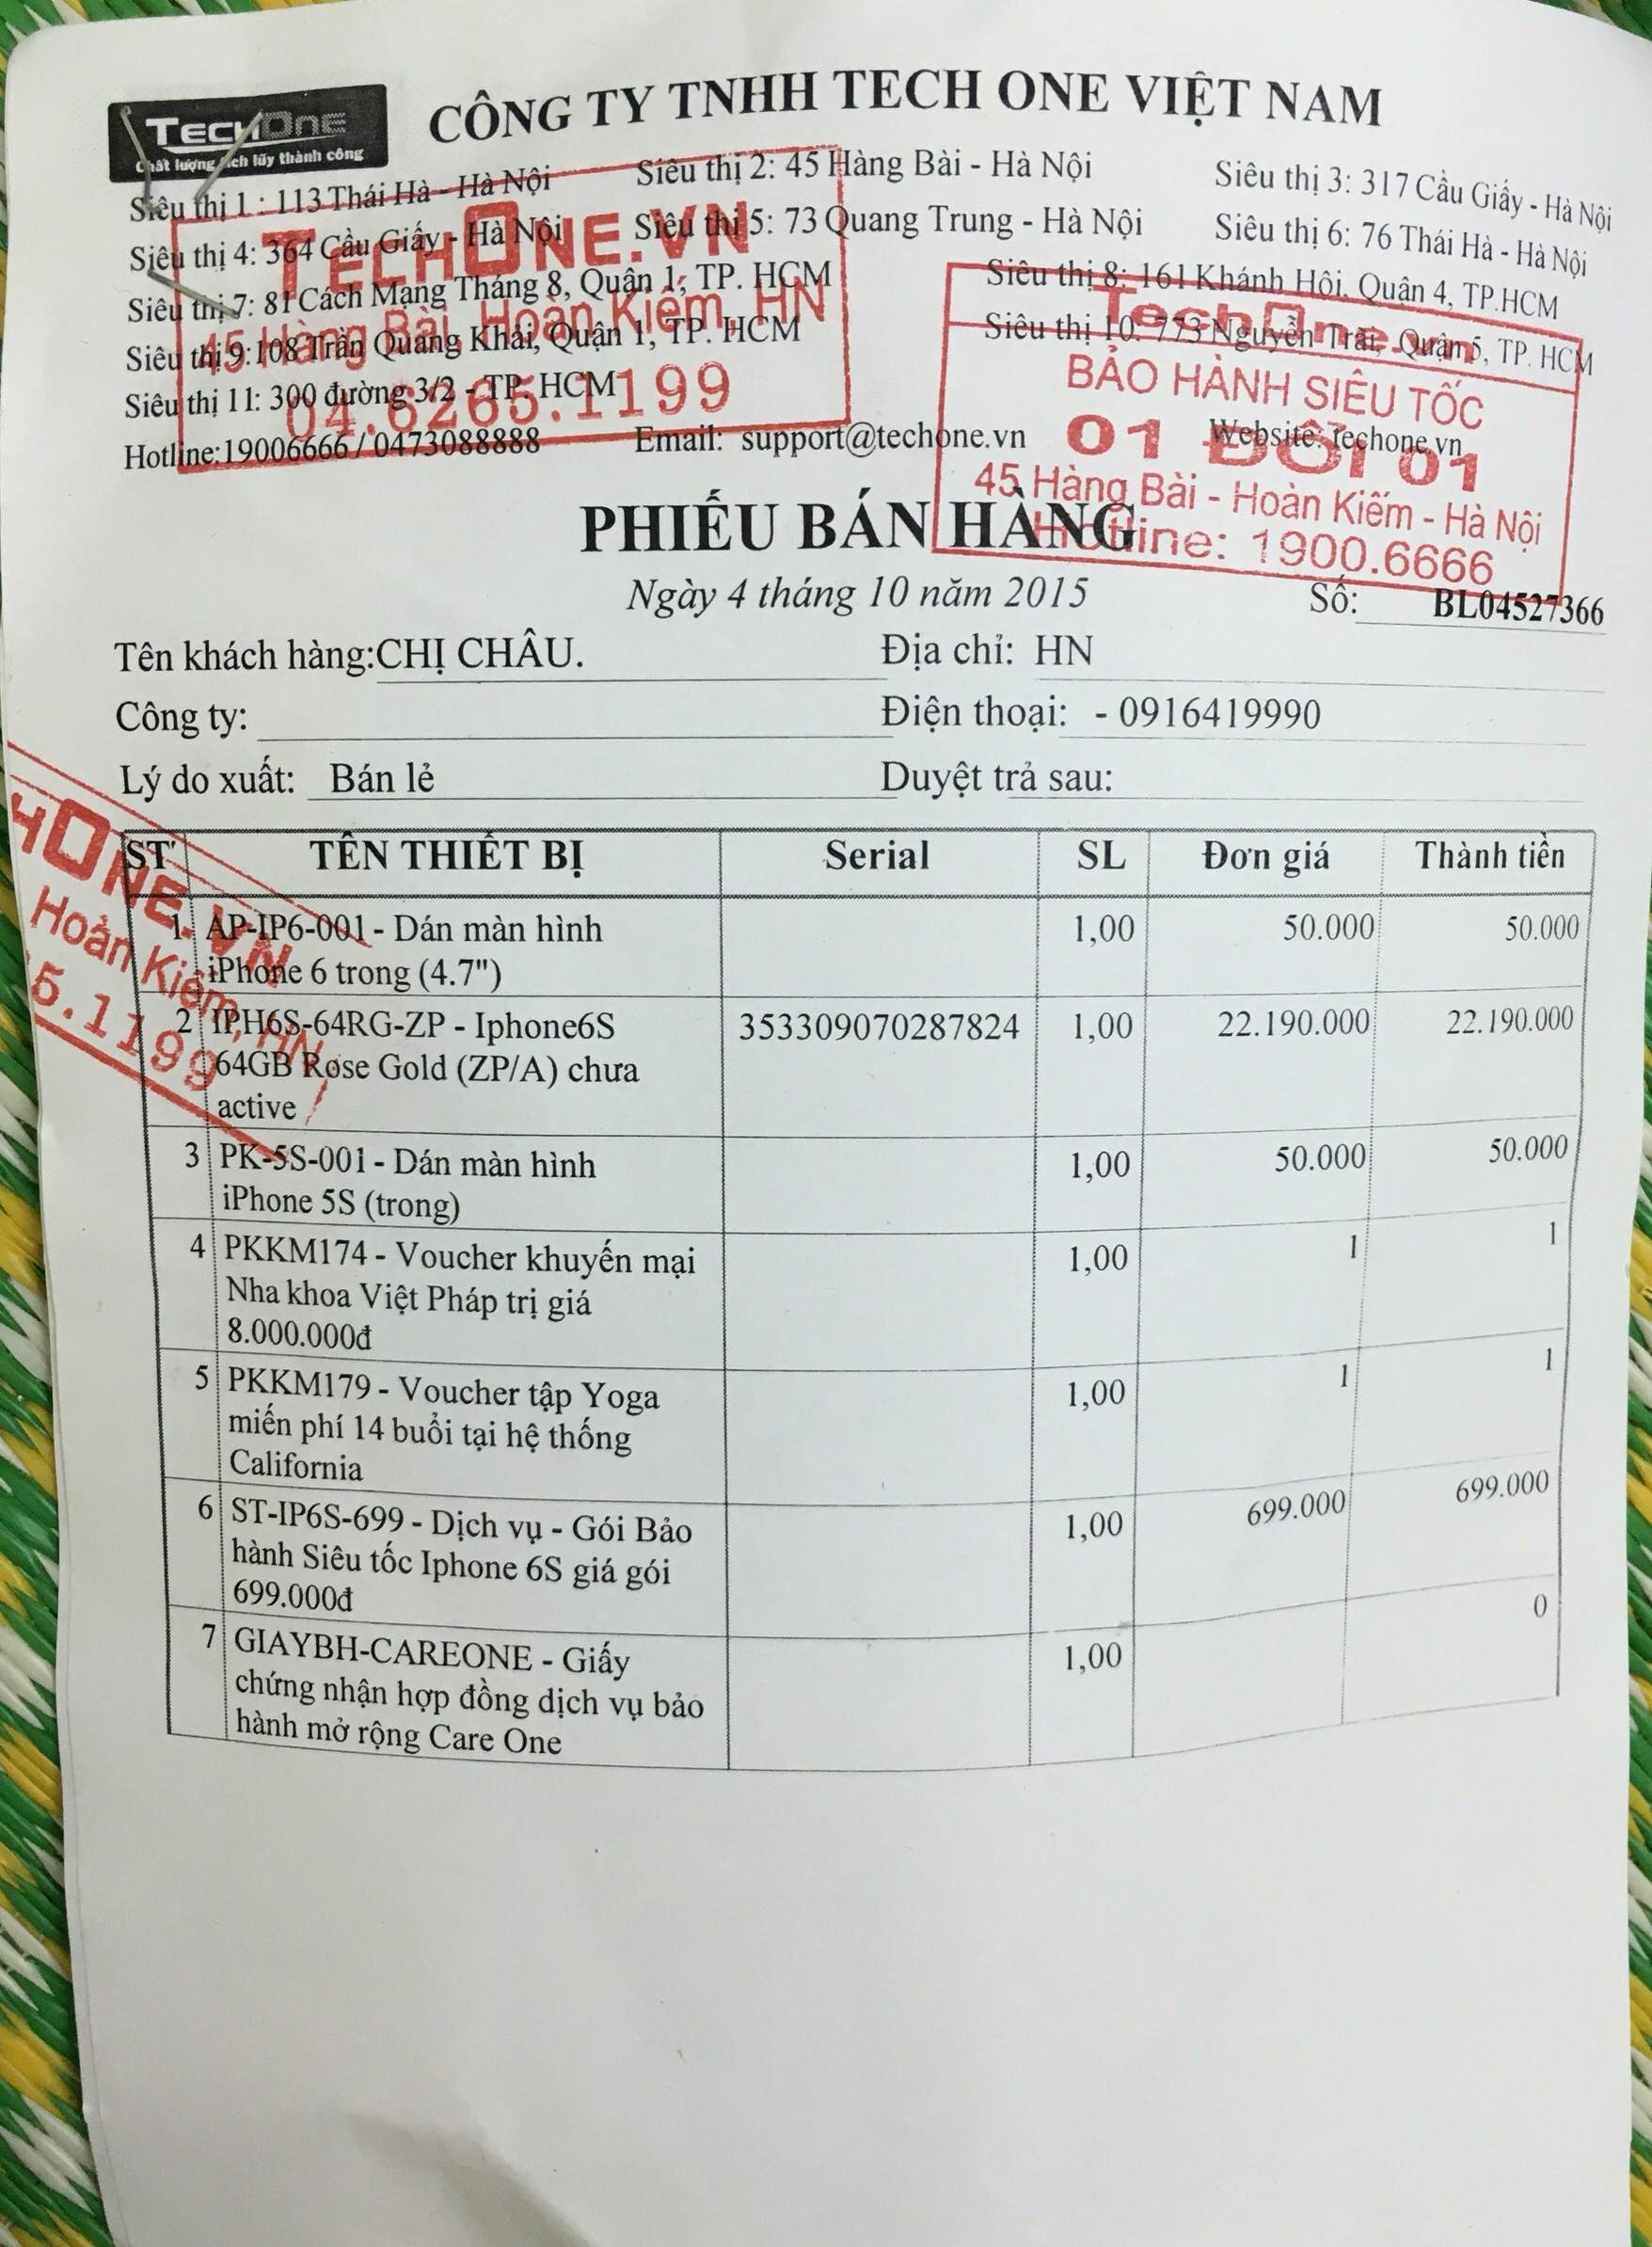 TECHONE
Chất lượng tích lũy thành công
CÔNG TY TNHH TECH ONE VIỆT NAM
Siêu thị 1 : 113 Thái Hà - Hà Nội Siêu thị 2: 45 Hàng Bài - Hà Nội Siêu thị 3: 317 Cầu Giấy - Hà Nội
Siêu thị 4: 364 Cầu Giấy - Hà Nội Siêu thị 5: 73 Quang Trung - Hà Nội Siêu thị 6: 76 Thái Hà - Hà Nội
Siêu thị 7: 81 Cách Mạng Tháng 8, Quận 1, TP. HCM Siêu thị 8: 161 Khánh Hội, Quận 4, TP.HCM
Siêu thị 9:108 Trần Quang Khải, Quận 1, TP. HCM Siêu thị 10: 773 Nguyễn Trãi, Quận 5, TP. HCM
Siêu thị 11: 300 đường 3/2 - TP. HCM
Hotline:19006666 / 0473088888 Email: support@techone.vn Website: techone.vn
TECHONE.VN
45 Hàng Bài, Hoàn Kiếm, HN
04.6265.1199
TechOne.vn
BẢO HÀNH SIÊU TỐC
01 ĐỔI 01
45 Hàng Bài - Hoàn Kiếm - Hà Nội
Hotline: 1900.6666
PHIẾU BÁN HÀNG
Ngày 4 tháng 10 năm 2015 Số: BL04527366
Tên khách hàng:CHỊ CHÂU. Địa chỉ: HN
Công ty: Điện thoại: - 0916419990
Lý do xuất: Bán lẻ Duyệt trả sau:
HONE.VN
Hoàn Kiếm, HN
5.1199
ST TÊN THIẾT BỊ Serial SL Đơn giá Thành tiền
1 AP-IP6-001 - Dán màn hình 1,00 50.000 50.000
iPhone 6 trong (4.7")
2 IPH6S-64RG-ZP - Iphone6S 353309070287824 1,00 22.190.000 22.190.000
64GB Rose Gold (ZP/A) chưa
active
3 PK-5S-001 - Dán màn hình 1,00 50.000 50.000
iPhone 5S (trong)
4 PKKM174 - Voucher khuyến mại 1,00 1 1
Nha khoa Việt Pháp trị giá
8.000.000đ
5 PKKM179 - Voucher tập Yoga 1,00 1 1
miến phí 14 buổi tại hệ thống
California
6 ST-IP6S-699 - Dịch vụ - Gói Bảo 1,00 699.000 699.000
hành Siêu tốc Iphone 6S giá gói
699.000đ
7 GIAYBH-CAREONE - Giấy 1,00 0
chứng nhận hợp đồng dịch vụ bảo
hành mở rộng Care One